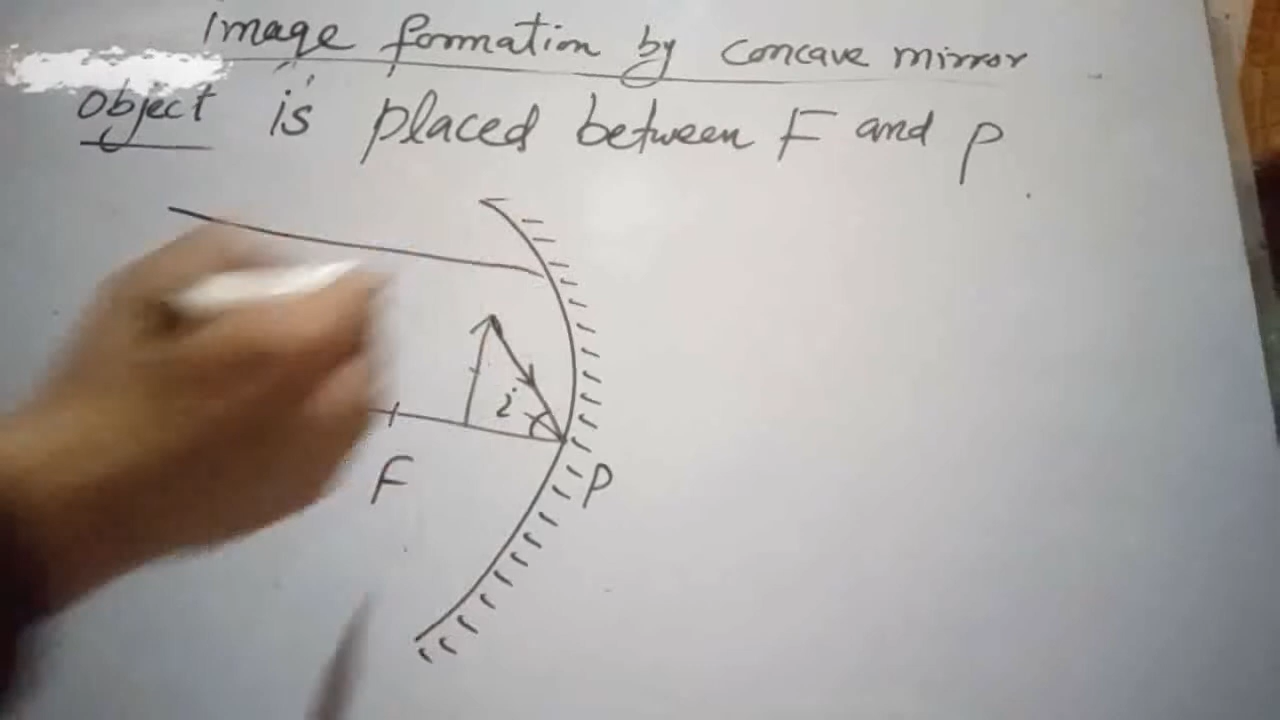 Image formation by concave mirror
Object is placed between F and P
i
F
P